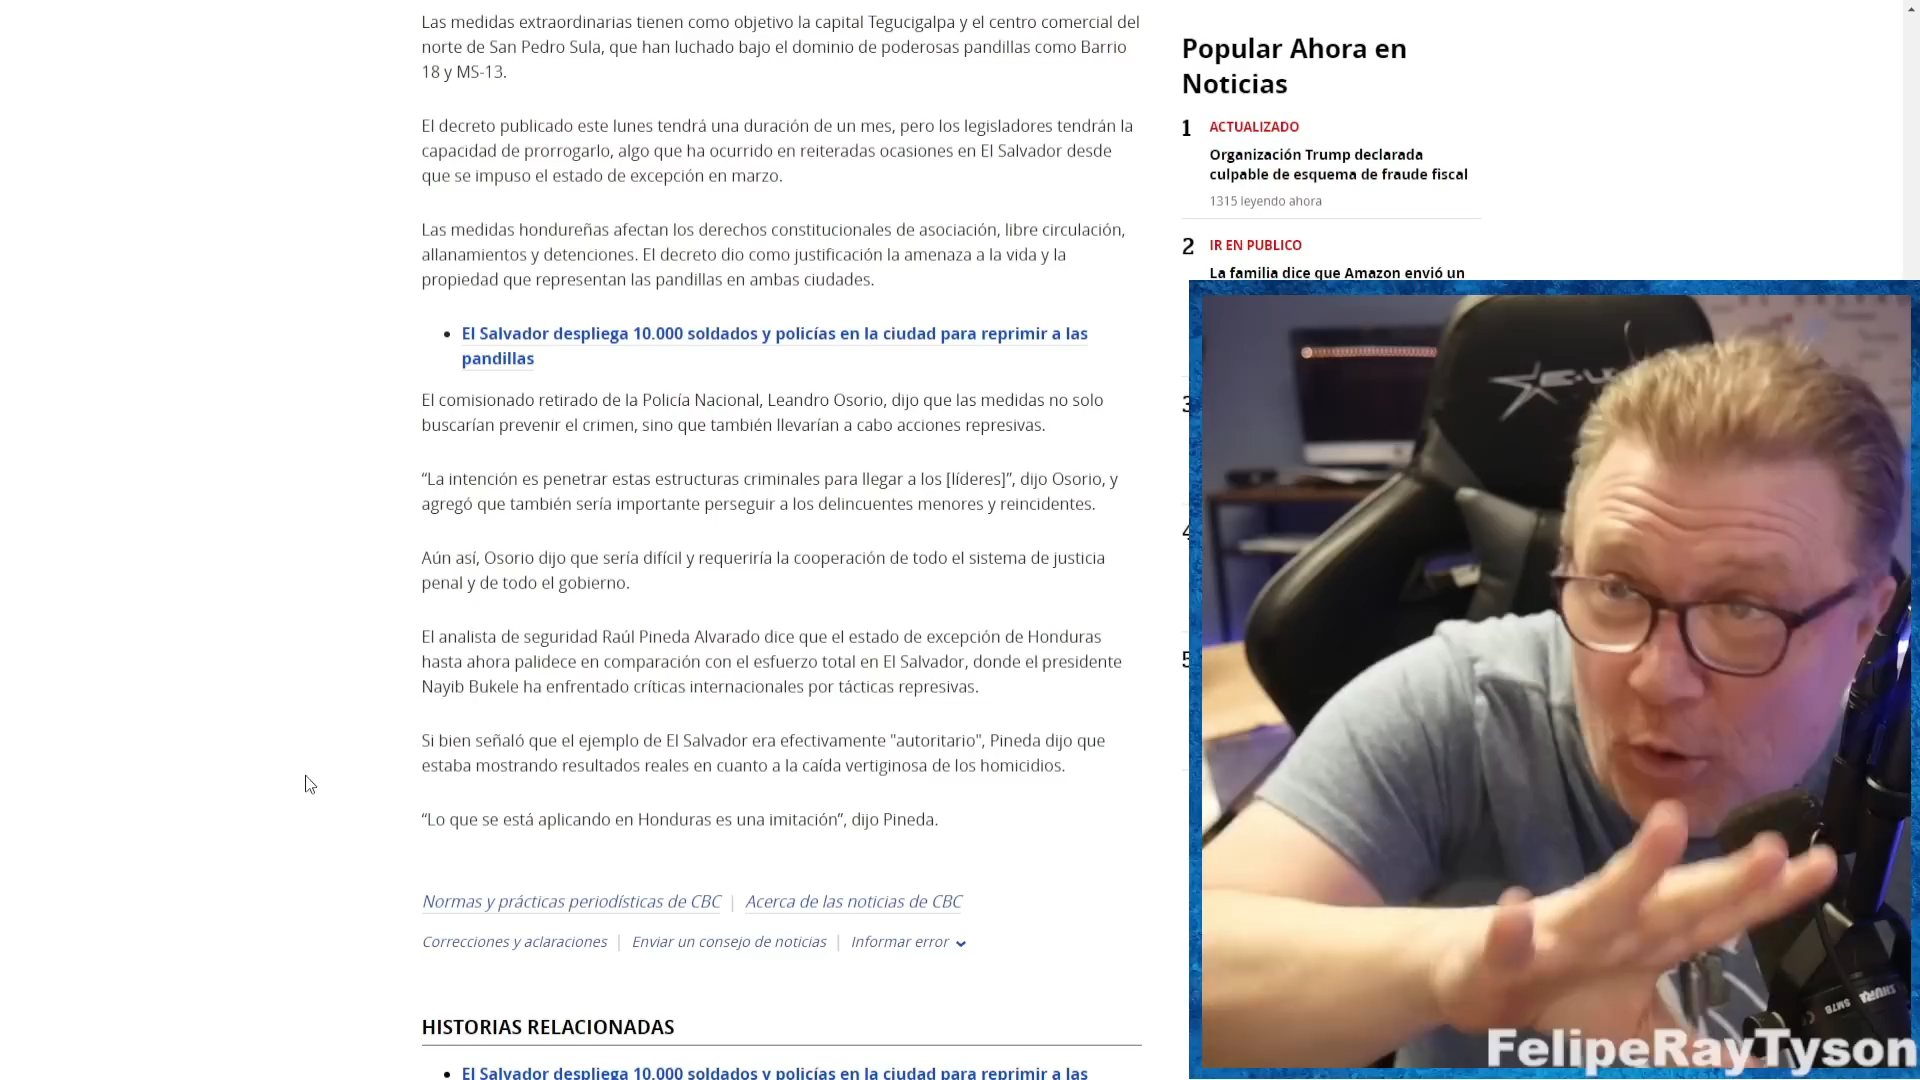 Las medidas extraordinarias tienen como objetivo la capital Tegucigalpa y el centro comercial del
norte de San Pedro Sula, que han luchado bajo el dominio de poderosas pandillas como Barrio
18 y MS-13.
El decreto publicado este lunes tendrá una duración de un mes, pero los legisladores tendrán la
capacidad de prorrogarlo, algo que ha ocurrido en reiteradas ocasiones en El Salvador desde
que se impuso el estado de excepción en marzo.
Las medidas hondureñas afectan los derechos constitucionales de asociación, libre circulación,
allanamientos y detenciones. El decreto dio como justificación la amenaza a la vida y la
propiedad que representan las pandillas en ambas ciudades.
El Salvador despliega 10.000 soldados y policías en la ciudad para reprimir a las
pandillas
El comisionado retirado de la Policía Nacional, Leandro Osorio, dijo que las medidas no solo
buscarían prevenir el crimen, sino que también llevarían a cabo acciones represivas.
“La intención es penetrar estas estructuras criminales para llegar a los [líderes]”, dijo Osorio, y
agregó que también sería importante perseguir a los delincuentes menores y reincidentes.
Aún así, Osorio dijo que sería difícil y requeriría la cooperación de todo el sistema de justicia
penal y de todo el gobierno.
El analista de seguridad Raúl Pineda Alvarado dice que el estado de excepción de Honduras
hasta ahora palidece en comparación con el esfuerzo total en El Salvador, donde el presidente
Nayib Bukele ha enfrentado críticas internacionales por tácticas represivas.
Si bien señaló que el ejemplo de El Salvador era efectivamente "autoritario", Pineda dijo que
estaba mostrando resultados reales en cuanto a la caída vertiginosa de los homicidios.
“Lo que se está aplicando en Honduras es una imitación”, dijo Pineda.
Normas y prácticas periodísticas de CBC | Acerca de las noticias de CBC
Correcciones y aclaraciones | Enviar un consejo de noticias | Informar error
HISTORIAS RELACIONADAS
El Salvador despliega 10.000 soldados y policías en la ciudad para reprimir a las
Popular Ahora en
Noticias
1 ACTUALIZADO
Organización Trump declarada
culpable de esquema de fraude fiscal
1315 leyendo ahora
2 IR EN PUBLICO
La familia dice que Amazon envió un
3
4
5
SHURE
SM7B
FelipeRayTyson